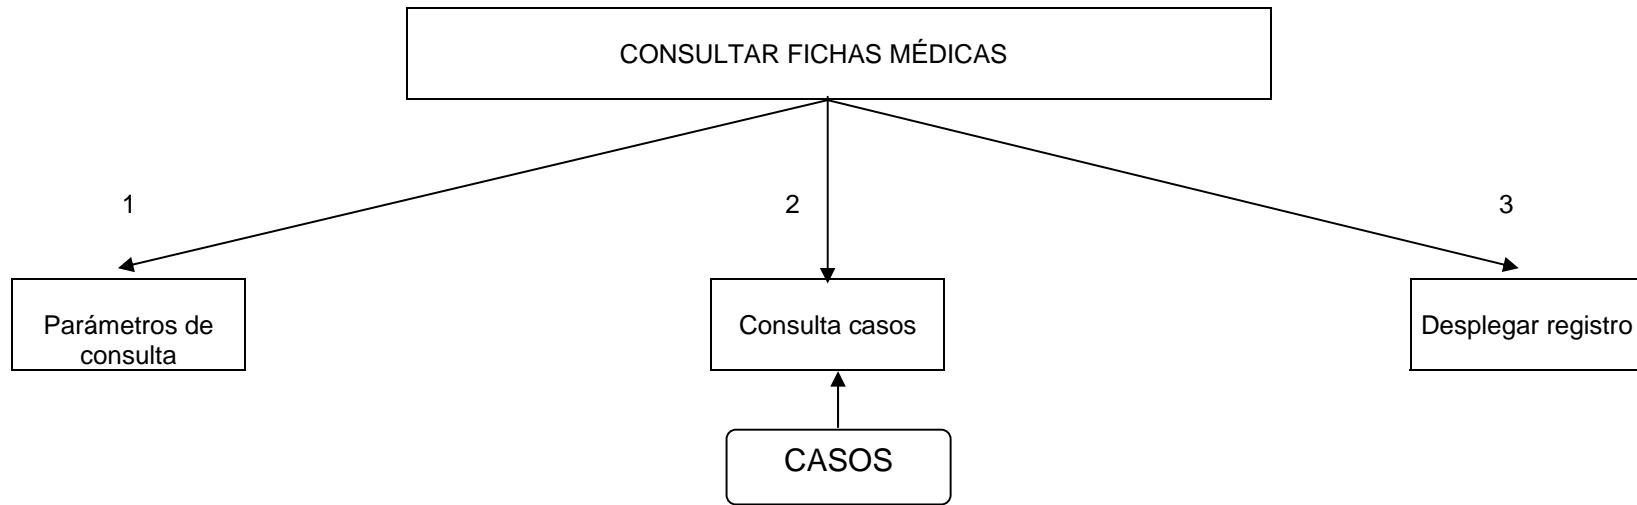 CONSULTAR FICHAS MÉDICAS
1
2
3
Parámetros de
consulta
Consulta casos
Desplegar registro
CASOS